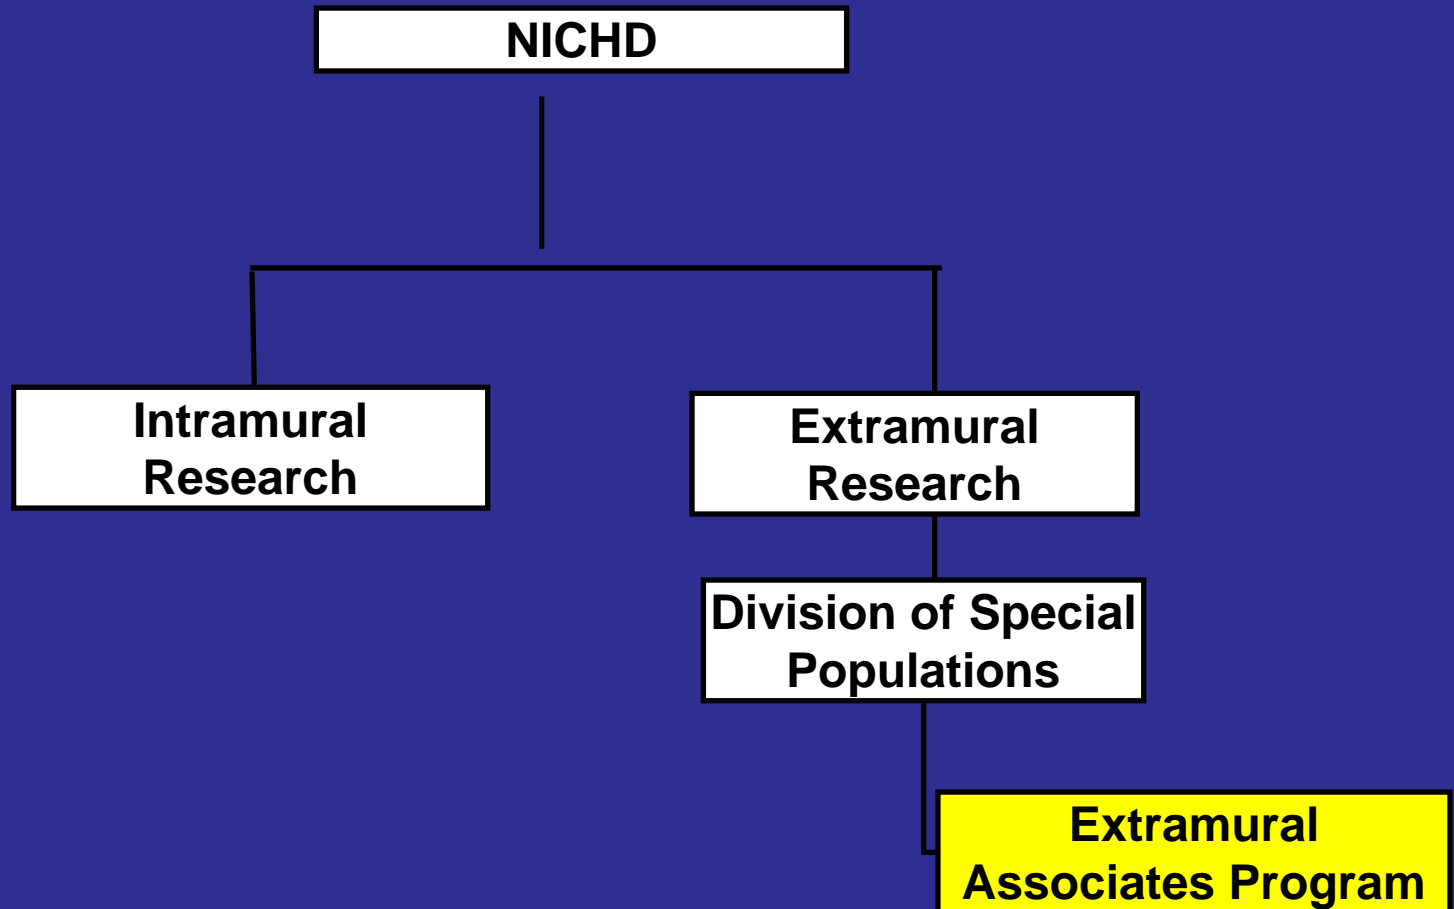 NICHD
Intramural
Research
Extramural
Research
Division of Special
Populations
Extramural
Associates Program